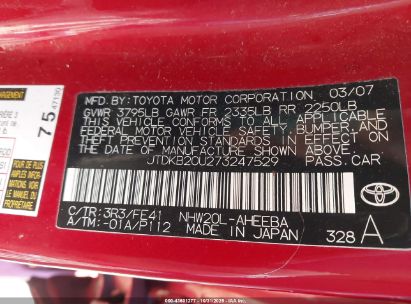 MFD. BY: TOYOTA MOTOR CORPORATION 03/07
GVWR 3795LB GAWR FR 2335LB RR 2250LB
THIS VEHICLE CONFORMS TO ALL APPLICABLE
FEDERAL MOTOR VEHICLE SAFETY, BUMPER, AND
THEFT PREVENTION STANDARDS IN EFFECT ON
THE DATE OF MANUFACTURE SHOWN ABOVE.
JTDKB20U273247529 PASS.CAR
C/TR: 3R3/FE41 NHW20L-AHEEBA
A/TM: -01A/P112 MADE IN JAPAN 328 A
TOYOTA
75
47130